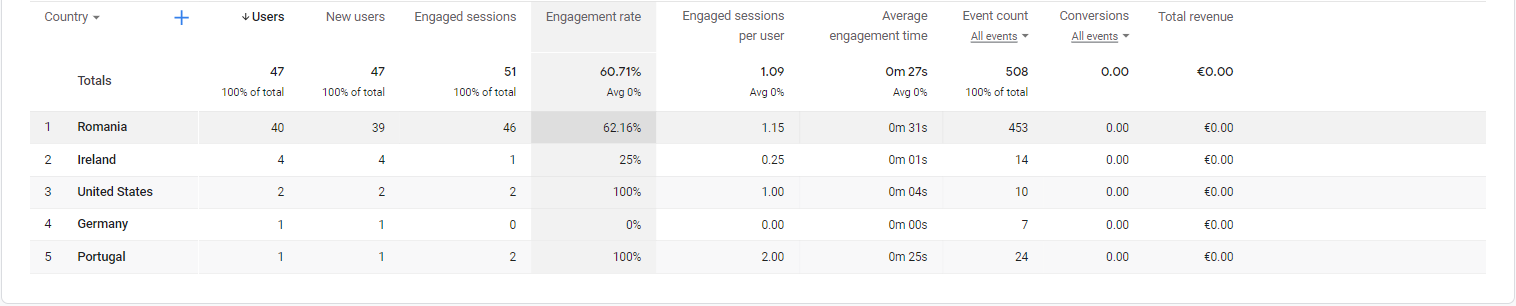 Country Users New users Engaged sessions Engagement rate Engaged sessions per user Average engagement time Event count All events Conversions All events Total revenue
Totals 47 47 51 60.71% 1.09 0m 27s 508 0.00 €0.00
100% of total 100% of total 100% of total Avg 0% Avg 0% Avg 0% 100% of total
1 Romania 40 39 46 62.16% 1.15 0m 31s 453 0.00 €0.00
2 Ireland 4 4 1 25% 0.25 0m 01s 14 0.00 €0.00
3 United States 2 2 2 100% 1.00 0m 04s 10 0.00 €0.00
4 Germany 1 1 0 0% 0.00 0m 00s 7 0.00 €0.00
5 Portugal 1 1 2 100% 2.00 0m 25s 24 0.00 €0.00